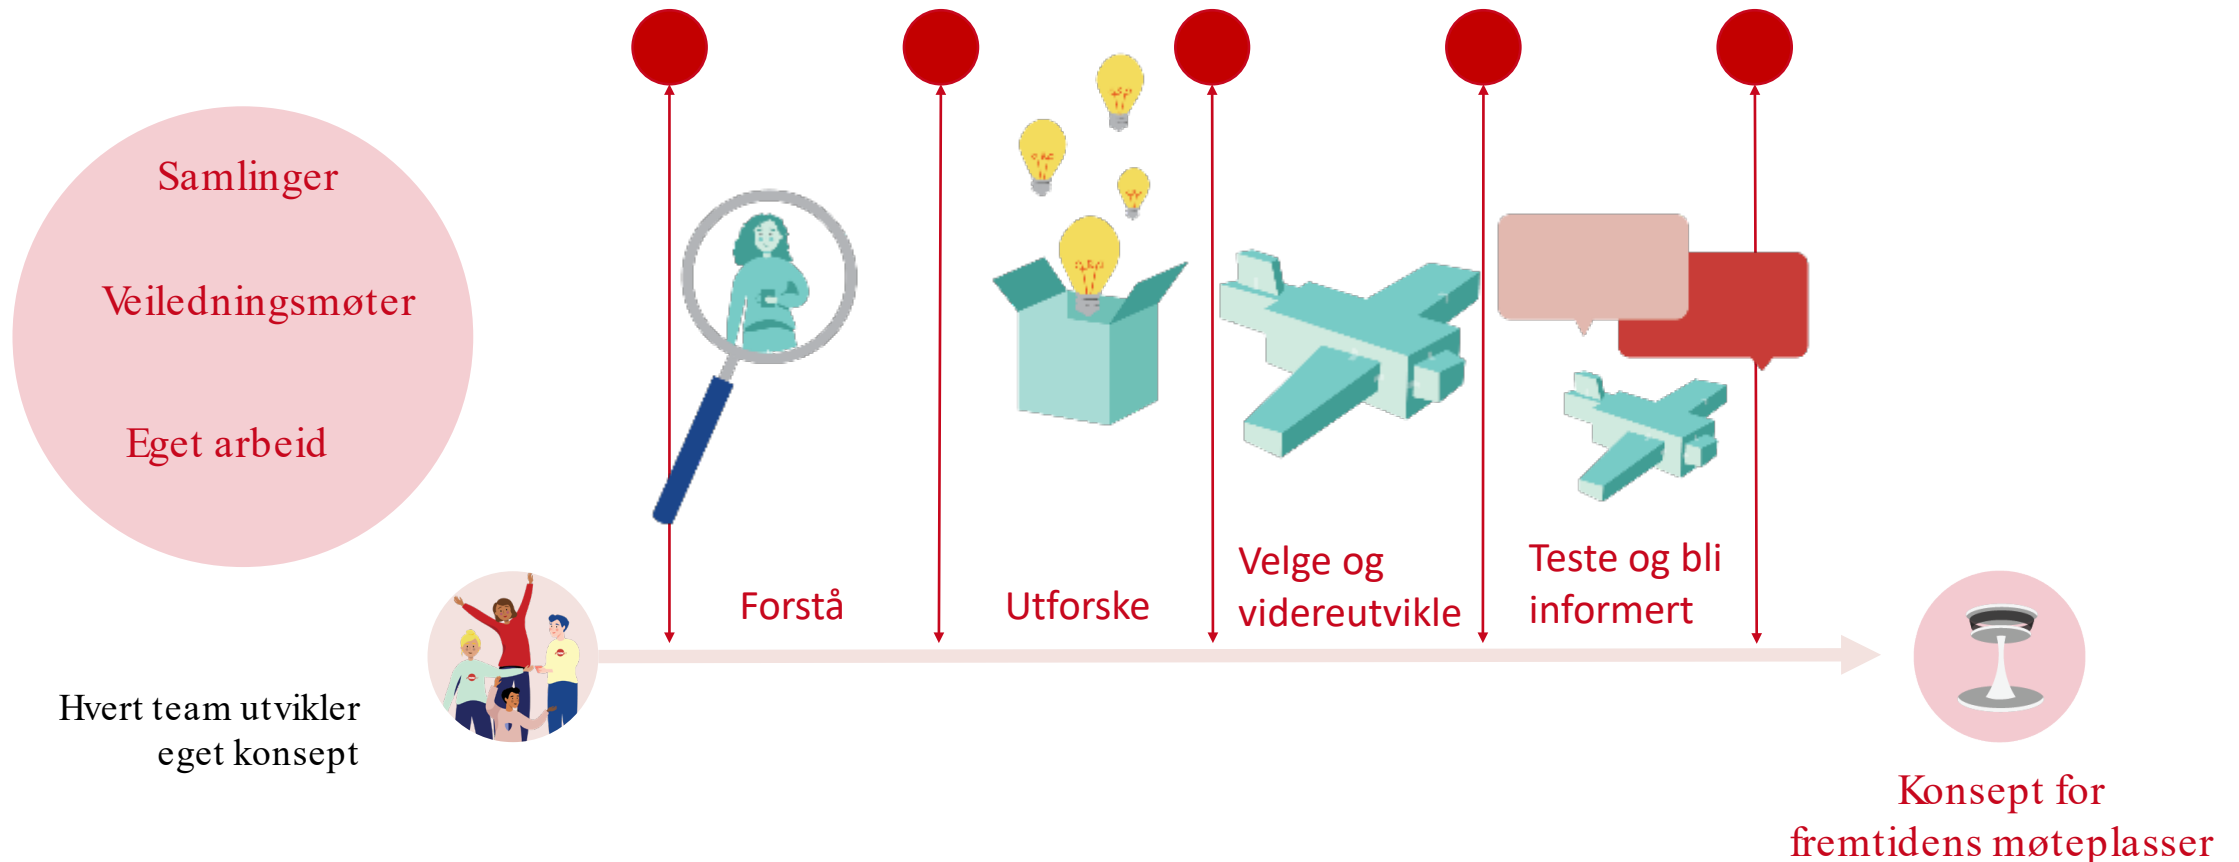 Samlinger
Veiledningsmøter
Eget arbeid
Forstå
Utforske
Velge og
videreutvikle
Teste og bli
informert
Hvert team utvikler
eget konsept
Konsept for
fremtidens møteplasser